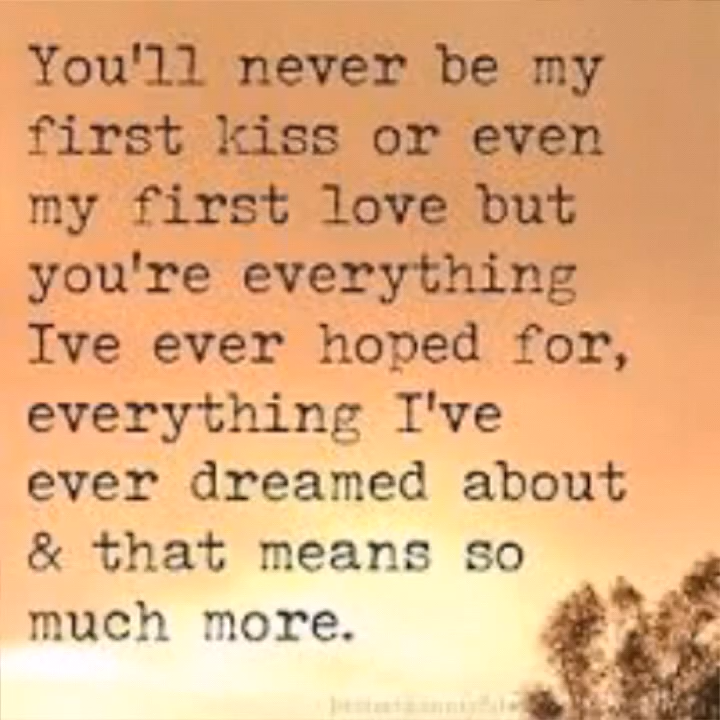 You'll never be my
first kiss or even
my first love but
you're everything
Ive ever hoped for,
everything I've
ever dreamed about
& that means so
much more.